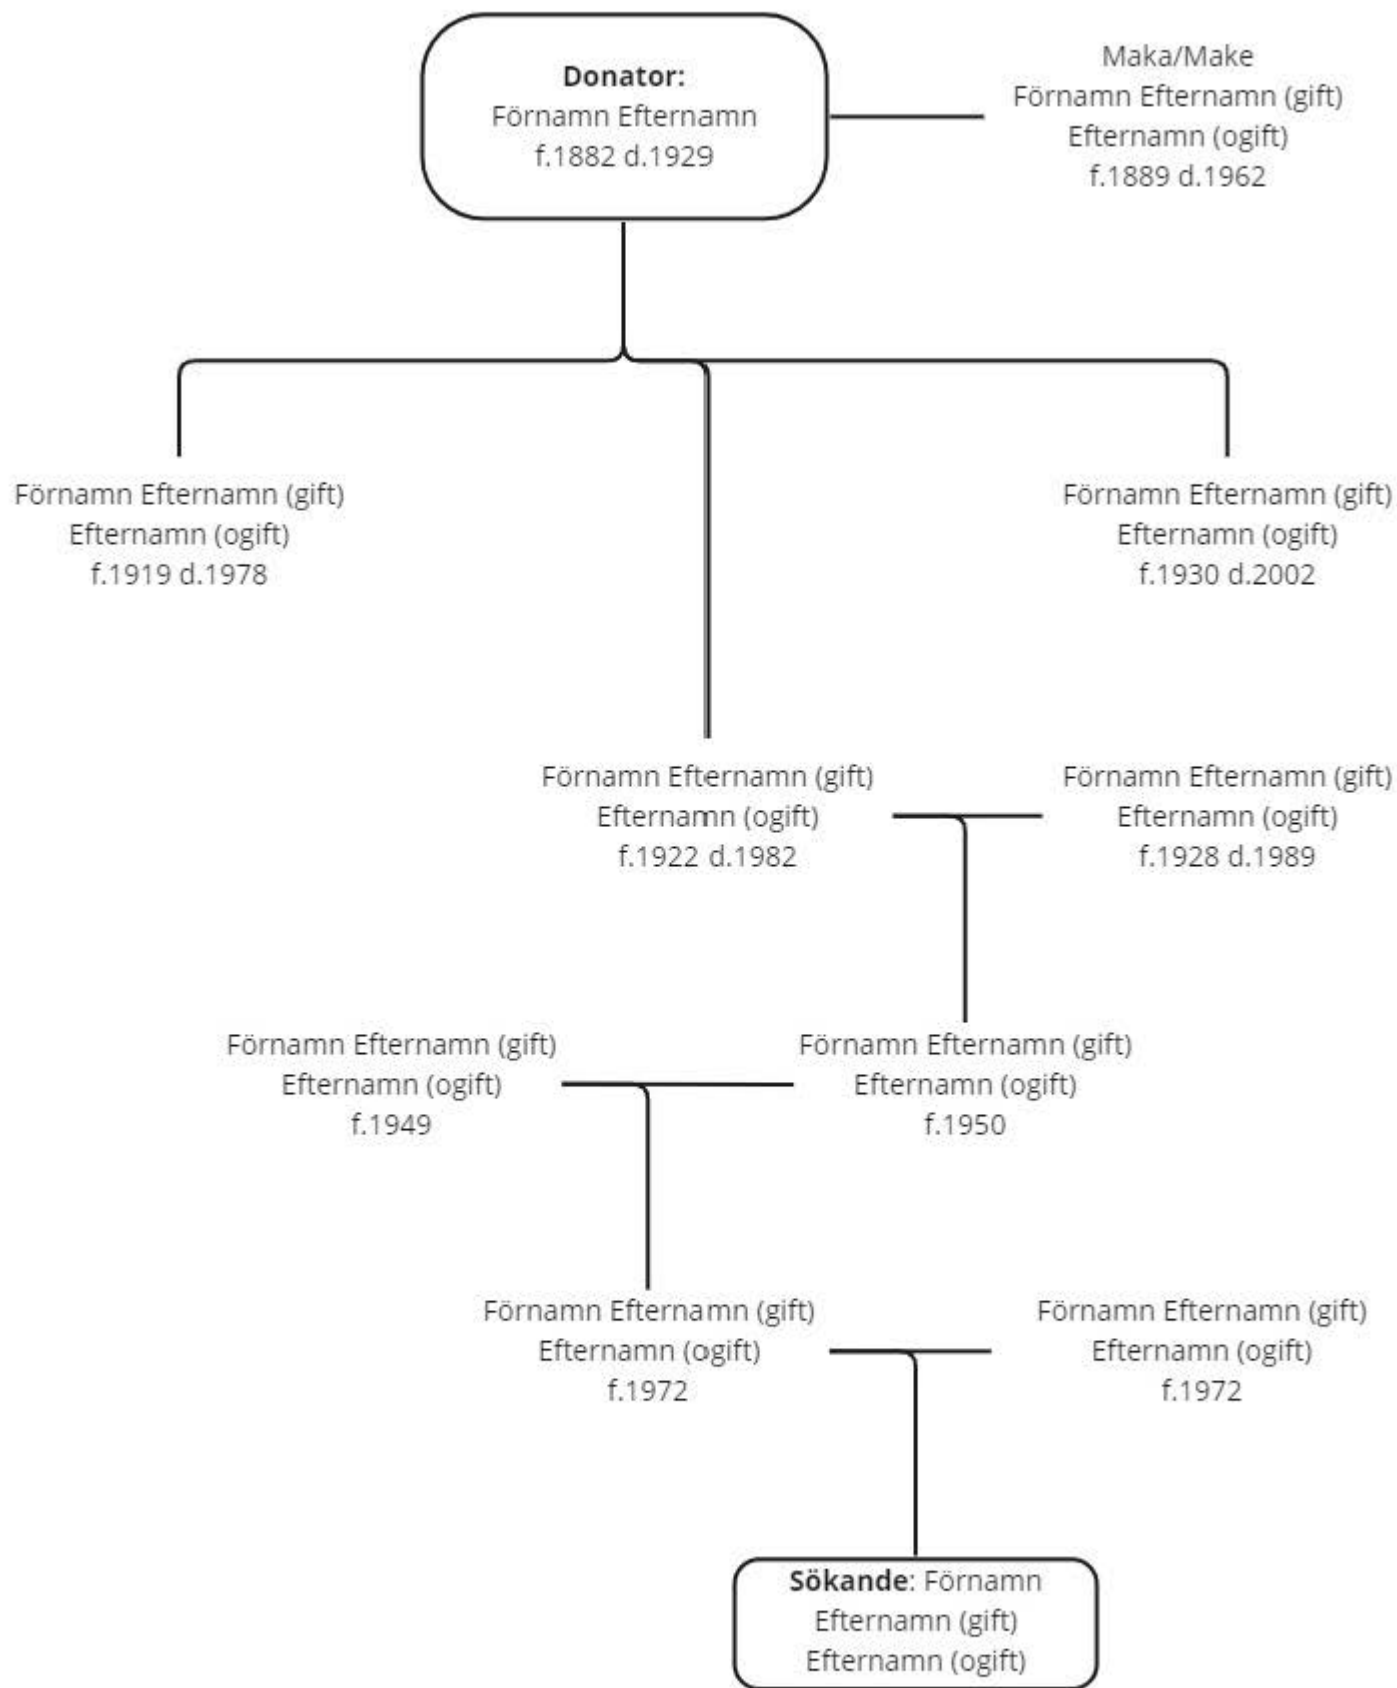 Donator:
Förnamn Efternamn
f.1882 d.1929
Maka/Make
Förnamn Efternamn (gift)
Efternamn (ogift)
f.1889 d.1962
Förnamn Efternamn (gift)
Efternamn (ogift)
f.1919 d.1978
Förnamn Efternamn (gift)
Efternamn (ogift)
f.1930 d.2002
Förnamn Efternamn (gift)
Efternamn (ogift)
f.1922 d.1982
Förnamn Efternamn (gift)
Efternamn (ogift)
f.1928 d.1989
Förnamn Efternamn (gift)
Efternamn (ogift)
f.1949
Förnamn Efternamn (gift)
Efternamn (ogift)
f.1950
Förnamn Efternamn (gift)
Efternamn (ogift)
f.1972
Förnamn Efternamn (gift)
Efternamn (ogift)
f.1972
Sökande: Förnamn
Efternamn (gift)
Efternamn (ogift)